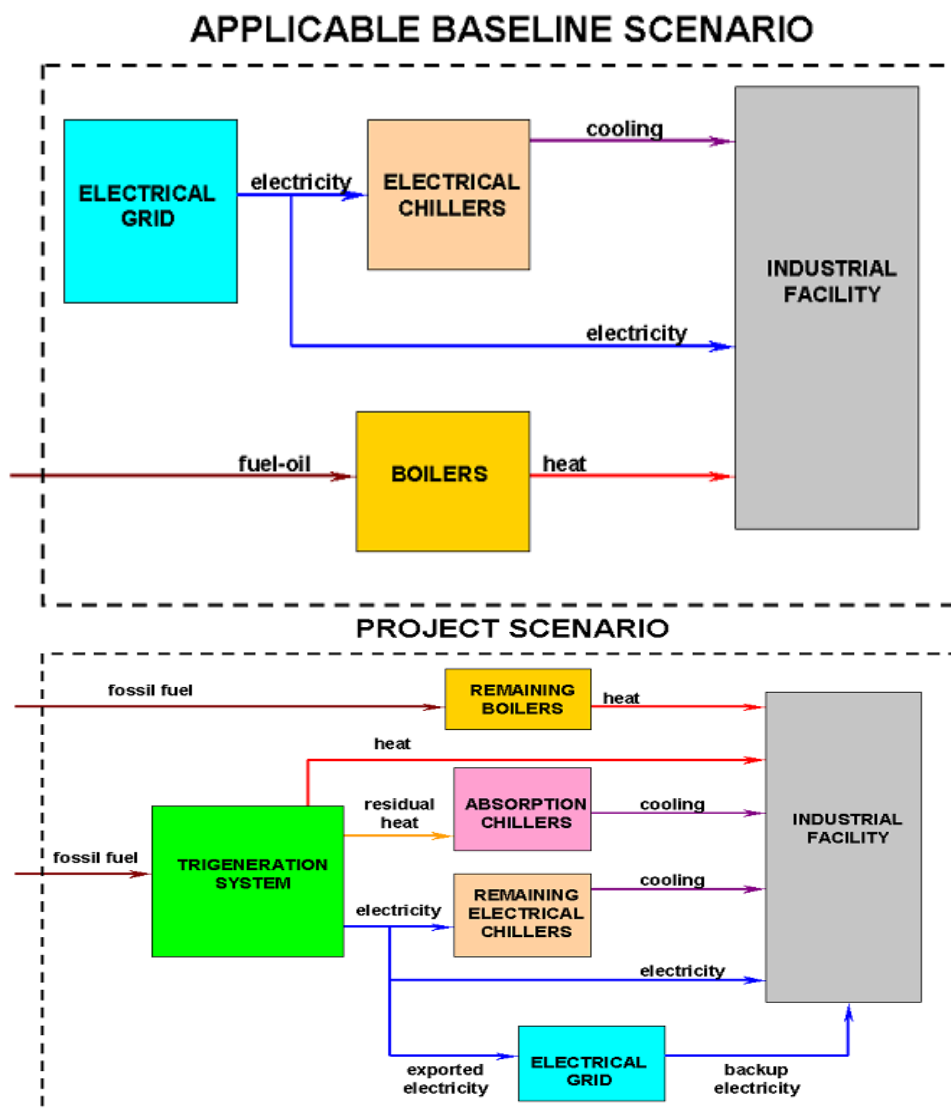 APPLICABLE BASELINE SCENARIO
cooling
electricity
ELECTRICAL
CHILLERS
ELECTRICAL
GRID
INDUSTRIAL
FACILITY
electricity
fuel-oil
BOILERS
heat
PROJECT SCENARIO
fossil fuel
REMAINING
BOILERS
heat
heat
residual
heat
ABSORPTION
CHILLERS
cooling
INDUSTRIAL
FACILITY
fossil fuel
TRIGENERATION
SYSTEM
cooling
electricity
REMAINING
ELECTRICAL
CHILLERS
electricity
exported
electricity
ELECTRICAL
GRID
backup
electricity